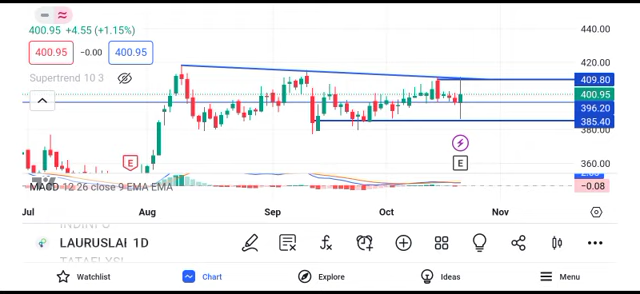 400.95 +4.55 (+1.15%)
440.00
400.95 −0.00 400.95
420.00
Supertrend 10 3
409.80
400.95
396.20
385.40
380.00
E
E
360.00
MACD 12 26 close 9 EMA EMA
−0.08
Jul Aug Sep Oct Nov
LAURUSLAI 1D
Watchlist Chart Explore Ideas Menu